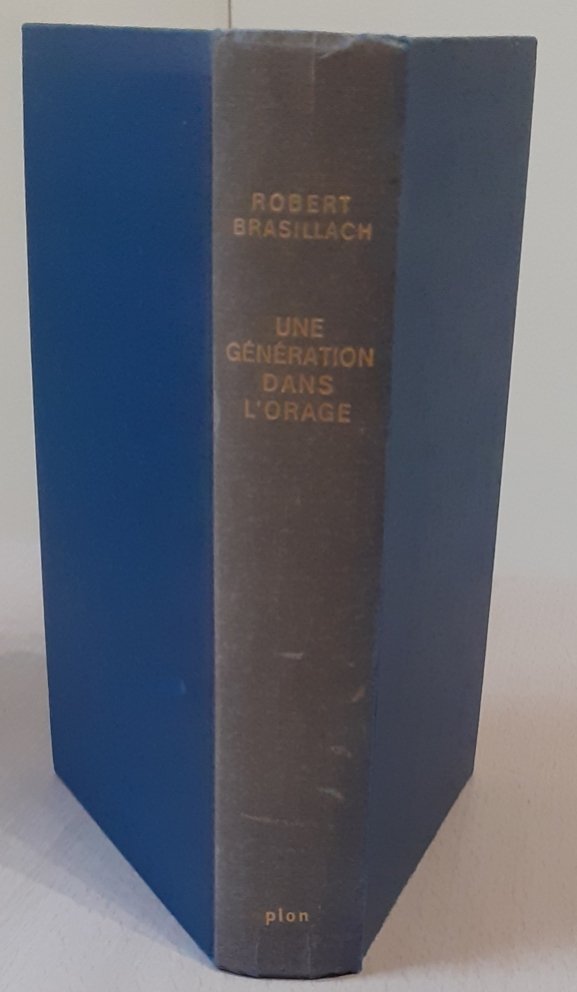 ROBERT
BRASILLACH
UNE
GÉNÉRATION
DANS
L'ORAGE
plon